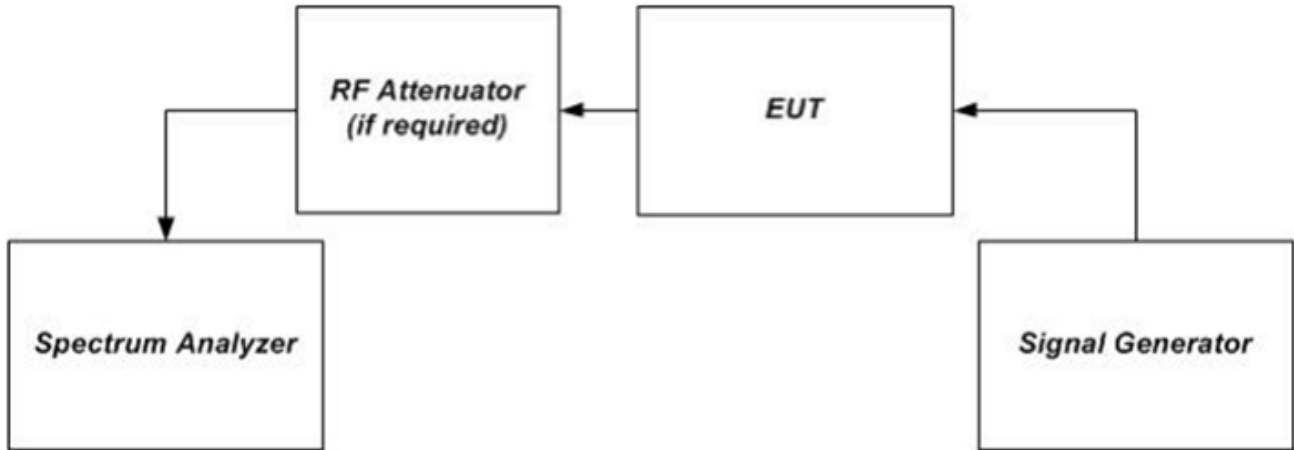 RF Attenuator
(if required)
EUT
Spectrum Analyzer
Signal Generator